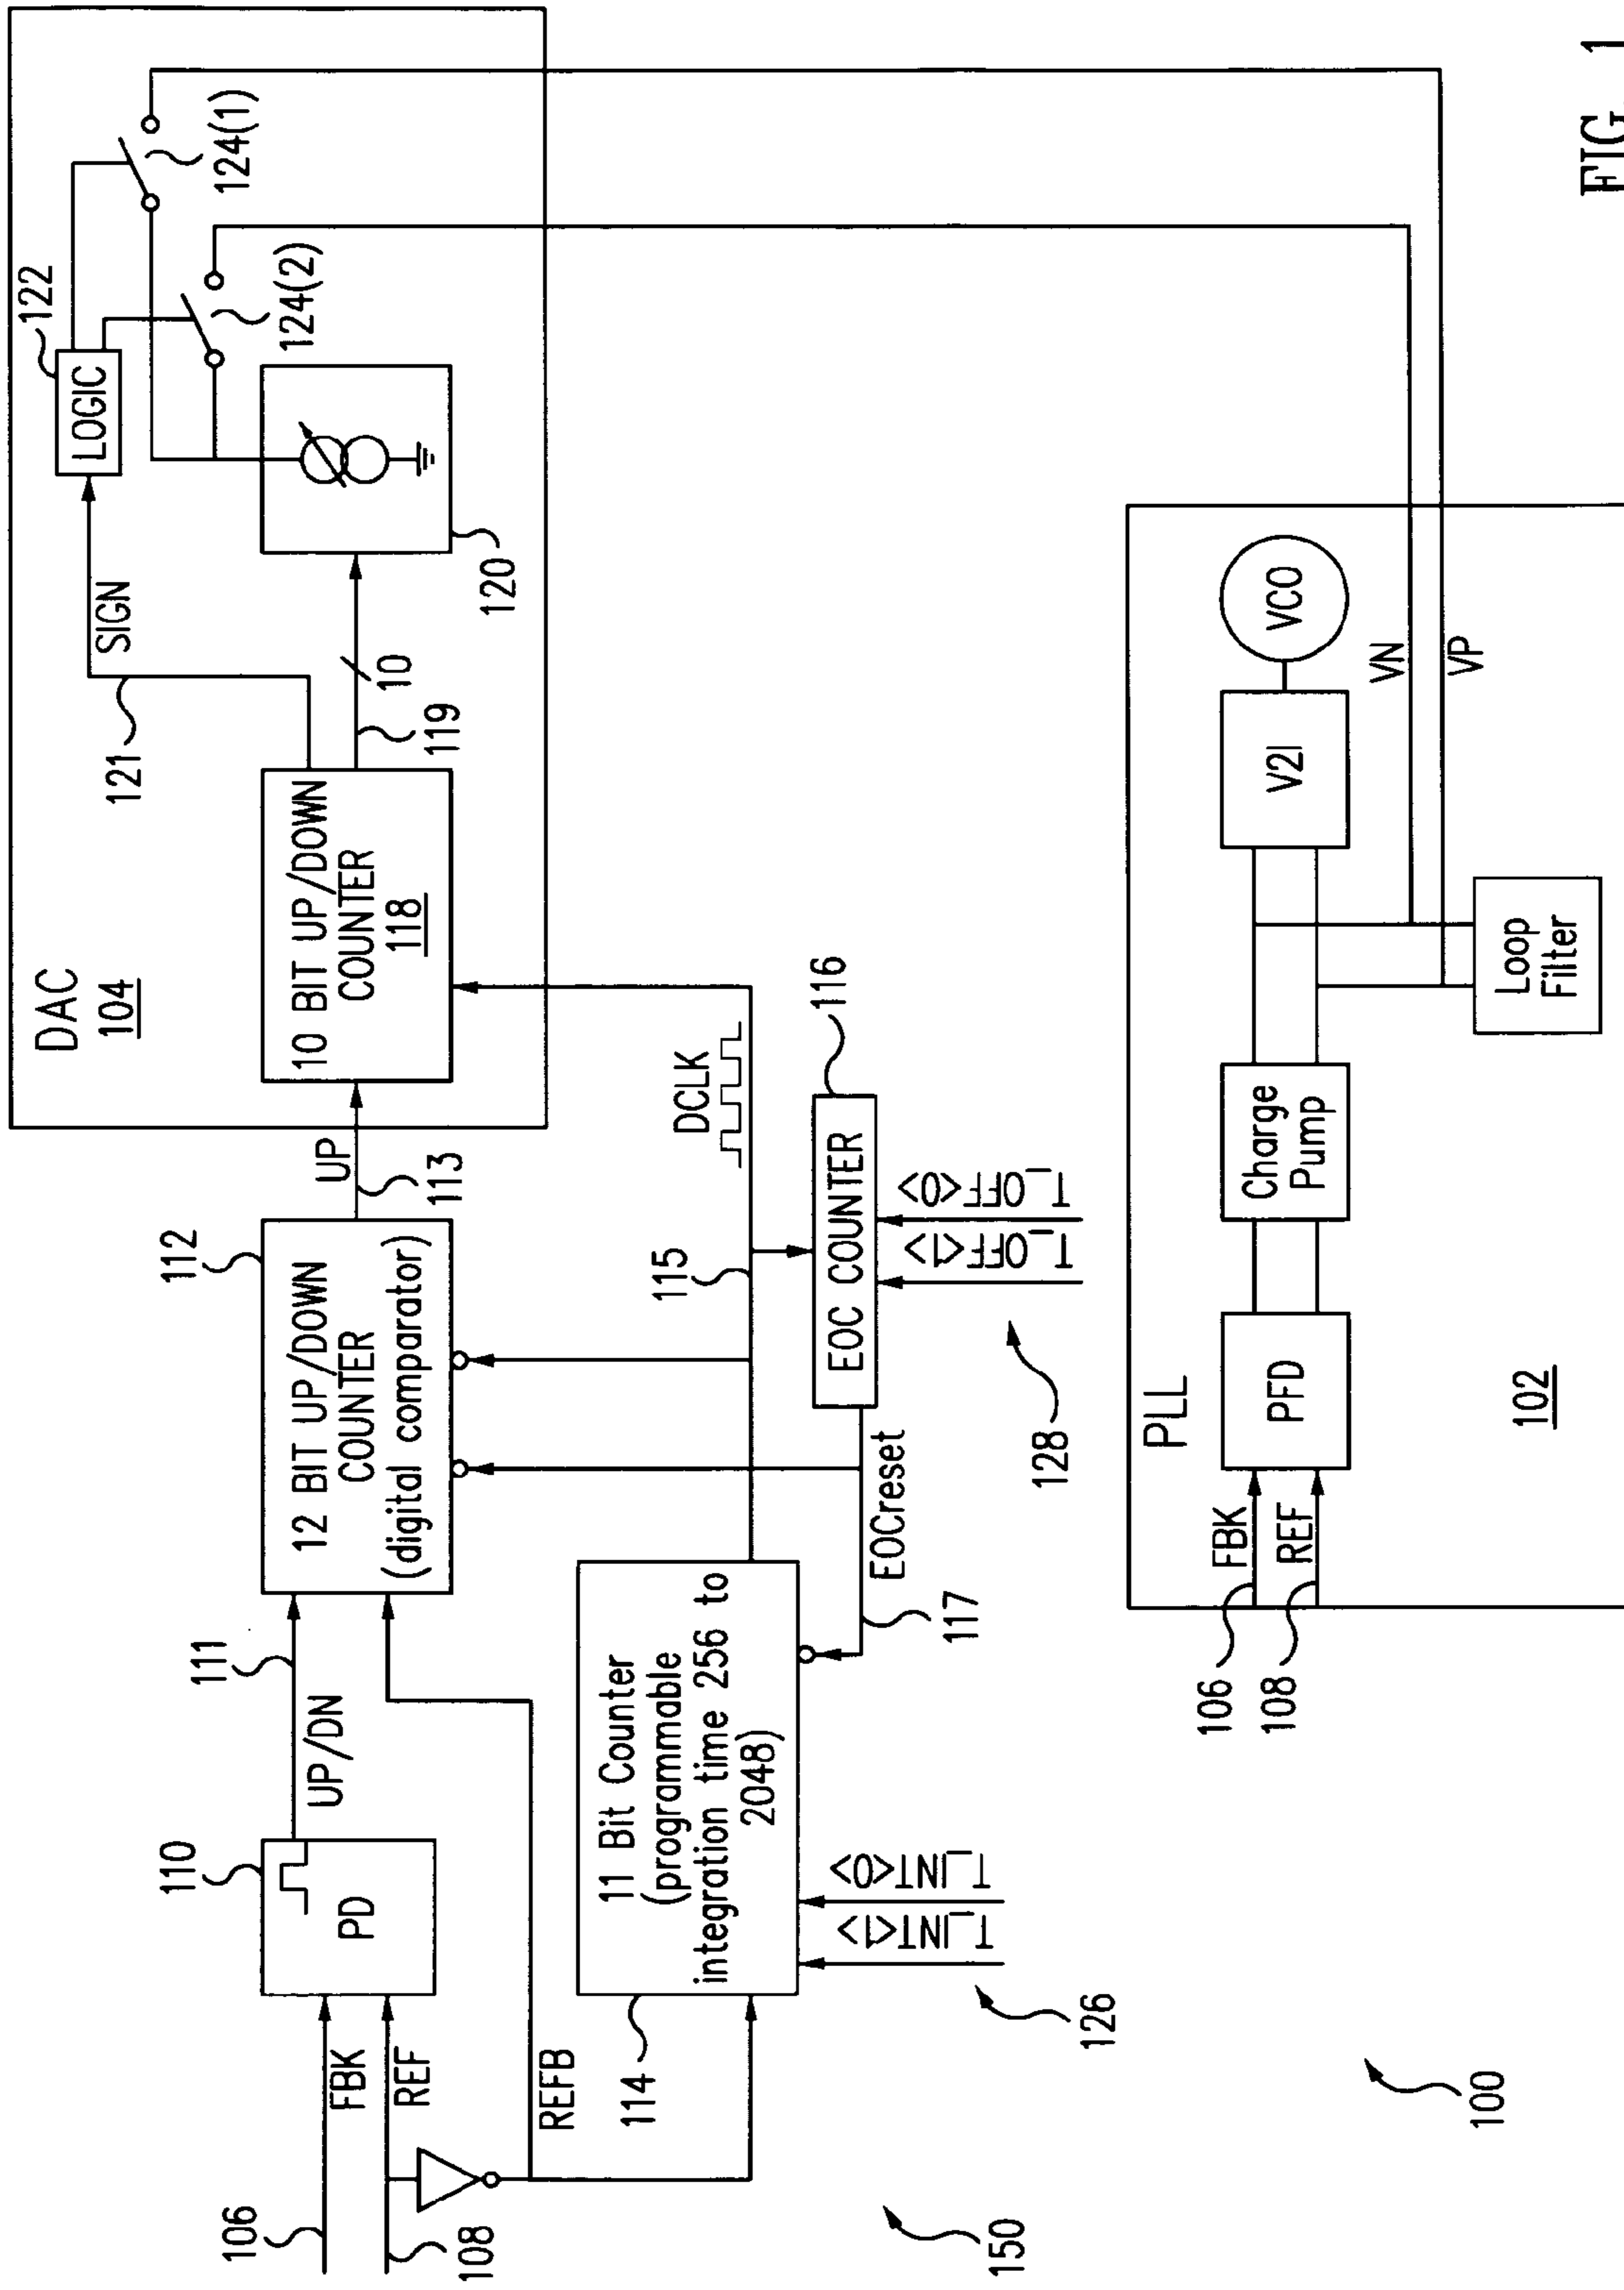 DAC
104
122
LOGIC
SIGN
121
124(1)
124(2)
10 BIT UP/DOWN
COUNTER
118
10
119
120
106
108
FBK
REF
110
PD
UP/DN
111
112
12 BIT UP/DOWN
COUNTER
(digital comparator)
UP
113
REFB
114
11 Bit Counter
(programmable
integration time 256 to
2048)
T_INT<1>
T_INT<0>
126
115
DCLK
EOC COUNTER
116
EOCreset
117
T_OFF<1>
T_OFF<0>
128
150
PLL
106
108
FBK
REF
PFD
Charge
Pump
V2I
VCO
VN
VP
Loop
Filter
102
100
FIG. 1